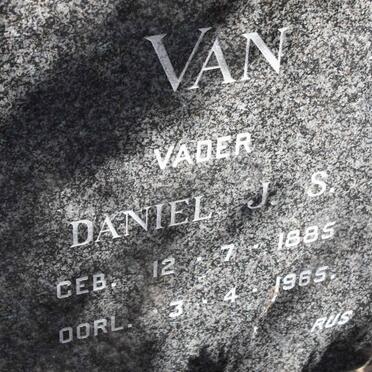 VAN
VADER
DANIEL J. S.
GEB. 12 · 7 · 1885
OORL. 3 · 4 · 1965.
RUS